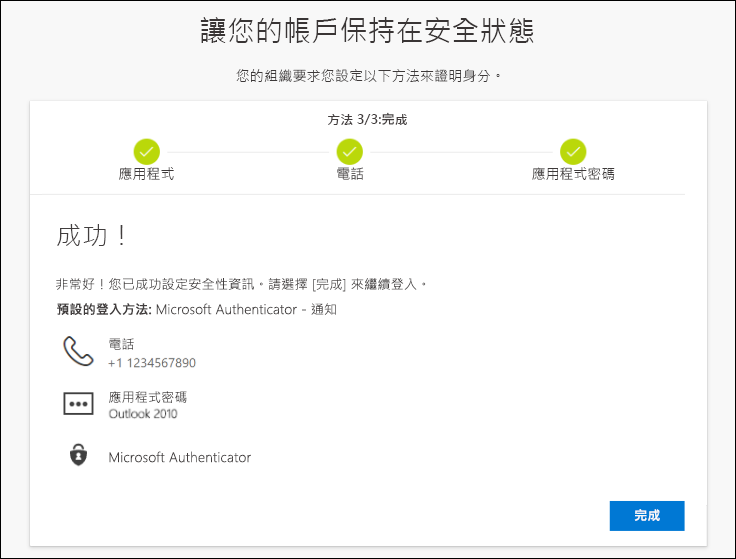 讓您的帳戶保持在安全狀態
您的組織要求您設定以下方法來證明身分。
方法 3/3:完成
應用程式
電話
應用程式密碼
成功！
非常好！您已成功設定安全性資訊。請選擇 [完成] 來繼續登入。
預設的登入方法: Microsoft Authenticator - 通知
電話
+1 1234567890
應用程式密碼
Outlook 2010
Microsoft Authenticator
完成